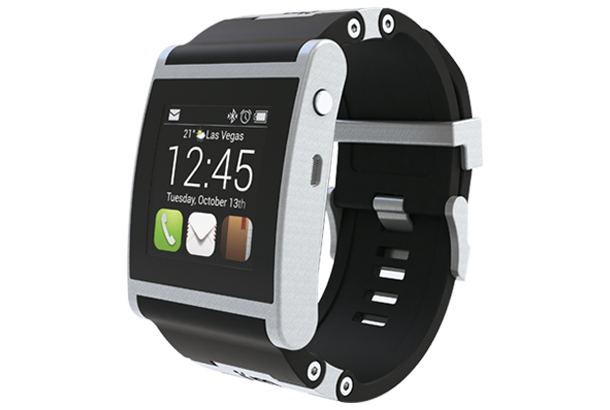 21° Las Vegas
12:45
Tuesday, October 13th